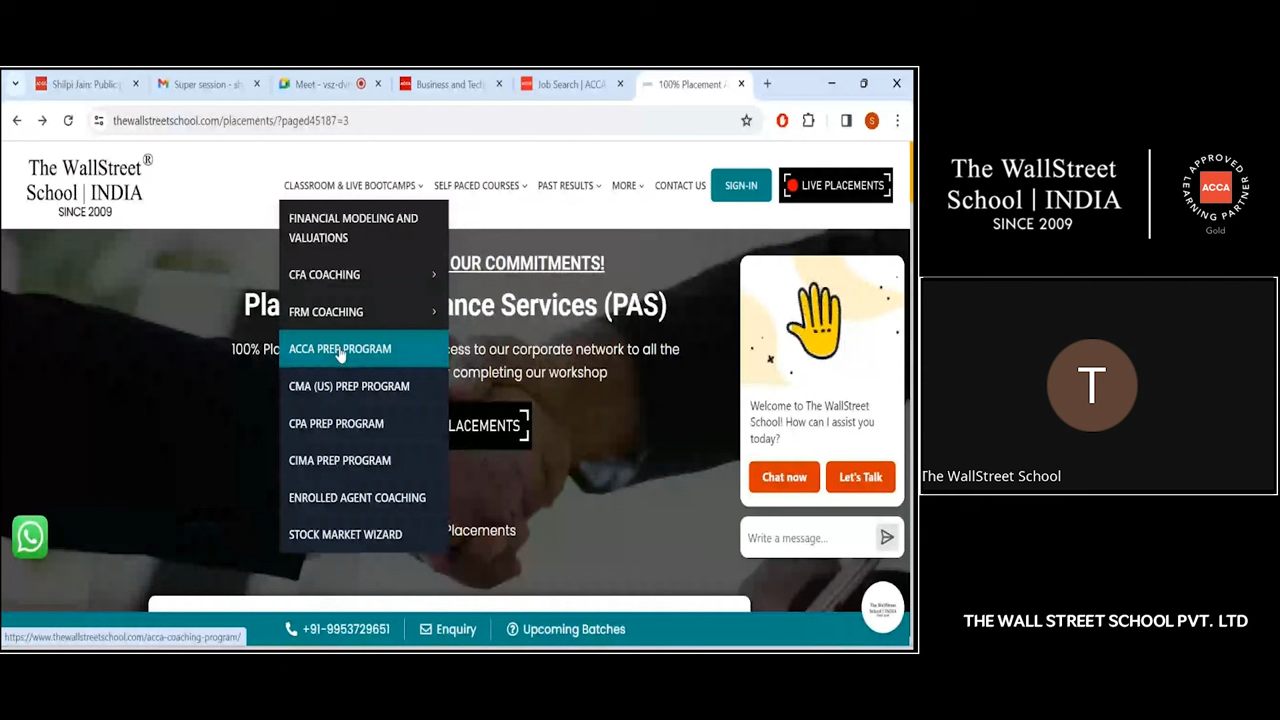 Shilpi Jain: Public
Super session - sh
Meet - vsz-dv
Business and Tech
Job Search | ACCA
100% Placement A
thewallstreetschool.com/placements/?paged45187=3
S
The WallStreet®
School | INDIA
SINCE 2009
CLASSROOM & LIVE BOOTCAMPS
SELF PACED COURSES
PAST RESULTS
MORE
CONTACT US
SIGN-IN
LIVE PLACEMENTS
FINANCIAL MODELING AND
VALUATIONS
CFA COACHING
FRM COACHING
ACCA PREP PROGRAM
CMA (US) PREP PROGRAM
CPA PREP PROGRAM
CIMA PREP PROGRAM
ENROLLED AGENT COACHING
STOCK MARKET WIZARD
OUR COMMITMENTS!
Pla nce Services (PAS)
100% Pla cess to our corporate network to all the
completing our workshop
PLACEMENTS
Placements
Welcome to The WallStreet
School! How can I assist you
today?
Chat now
Let's Talk
Write a message...
+91-9953729651
Enquiry
Upcoming Batches
https://www.thewallstreetschool.com/acca-coaching-program/
The WallStreet
School | INDIA
SINCE 2009
APPROVED
LEARNING PARTNER
ACCA
Gold
T
The WallStreet School
THE WALL STREET SCHOOL PVT. LTD